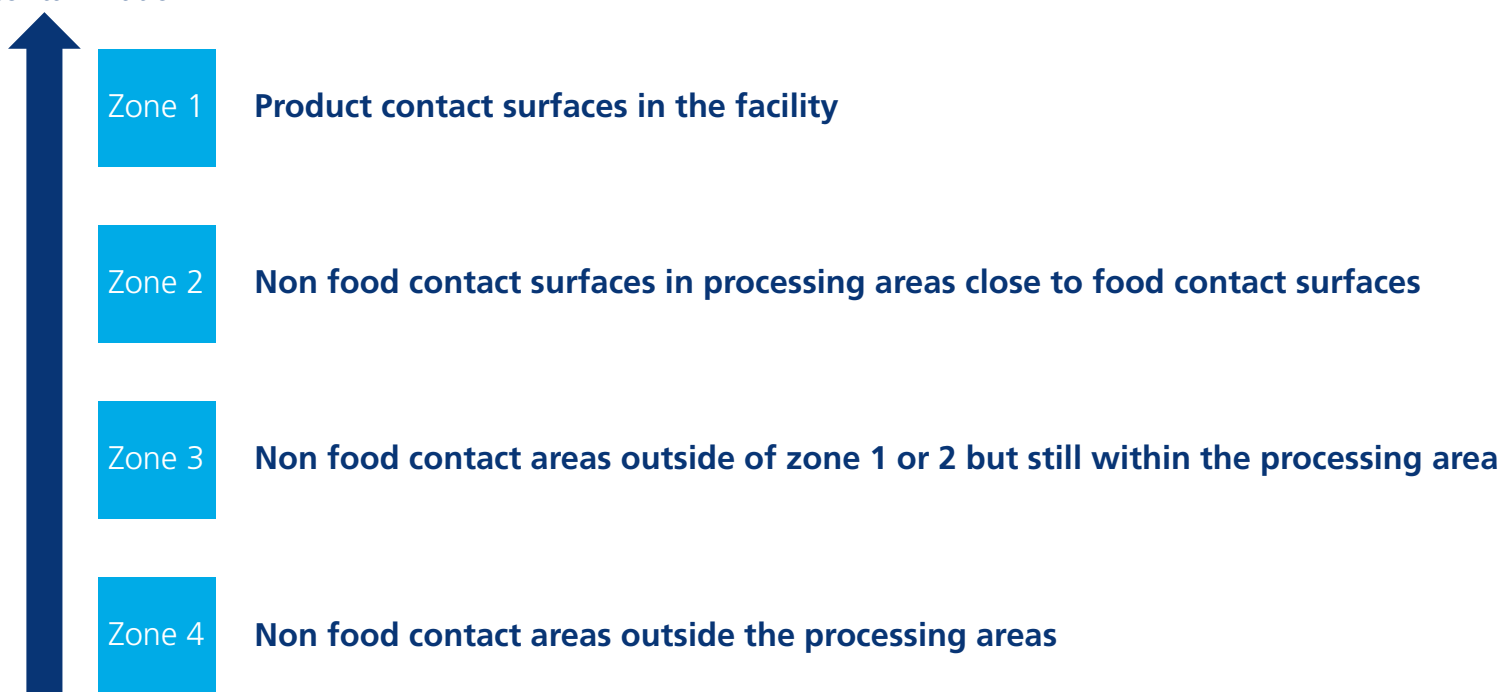 Zone 1
Product contact surfaces in the facility
Zone 2
Non food contact surfaces in processing areas close to food contact surfaces
Zone 3
Non food contact areas outside of zone 1 or 2 but still within the processing area
Zone 4
Non food contact areas outside the processing areas